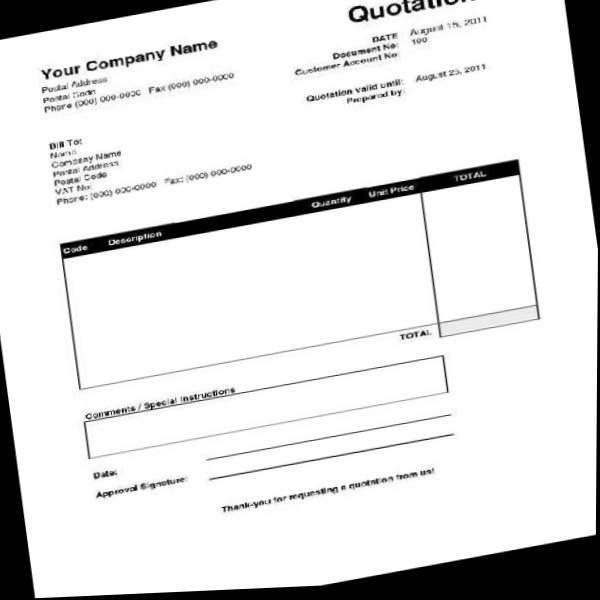 Quotation
Your Company Name
Postal Address
Postal Code
Phone (000) 000-0000 Fax (000) 000-0000
DATE August 15, 2011
Document No: 100
Customer Account No:
Quotation valid until: August 25, 2011
Prepared by:
Bill To:
Name
Company Name
Postal Address
Postal Code
VAT No:
Phone: (000) 000-0000 Fax: (000) 000-0000
Code Description Quantity Unit Price TOTAL
TOTAL
Comments / Special Instructions
Date:
Approval Signature:
Thank-you for requesting a quotation from us!